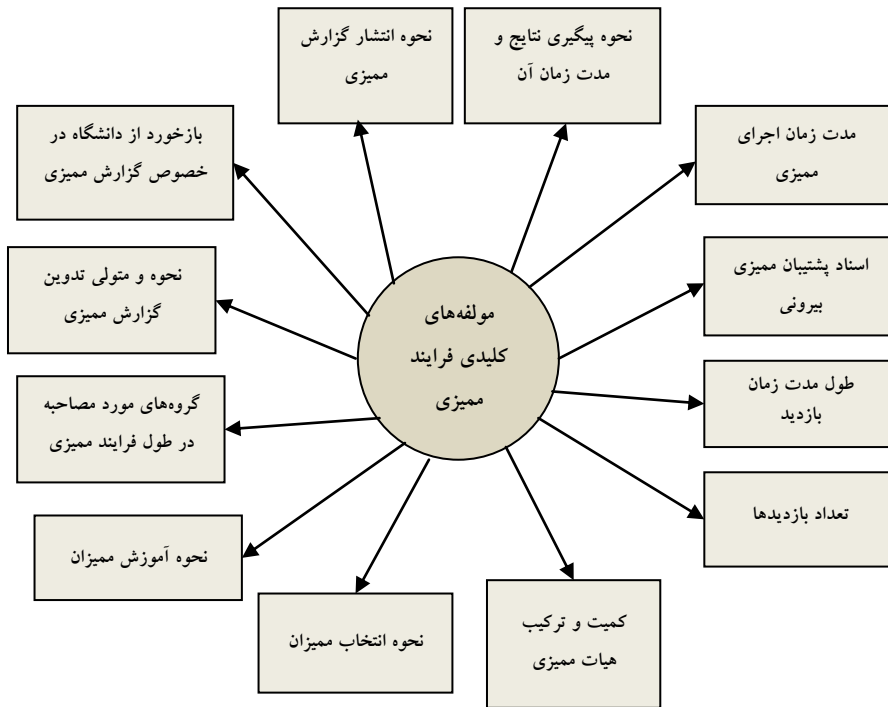 نحوه انتشار گزارش
ممیزی
نحوه پیگیری نتایج و
مدت زمان آن
مدت زمان اجرای
ممیزی
اسناد پشتیبان ممیزی
بیرونی
طول مدت زمان
بازدید
تعداد بازدیدها
کمیت و ترکیب
هیات ممیزی
نحوه انتخاب ممیزان
نحوه آموزش ممیزان
گروه‌های مورد مصاحبه
در طول فرایند ممیزی
نحوه و متولی تدوین
گزارش ممیزی
بازخورد از دانشگاه در
خصوص گزارش ممیزی
مولفه‌های
کلیدی فرایند
ممیزی